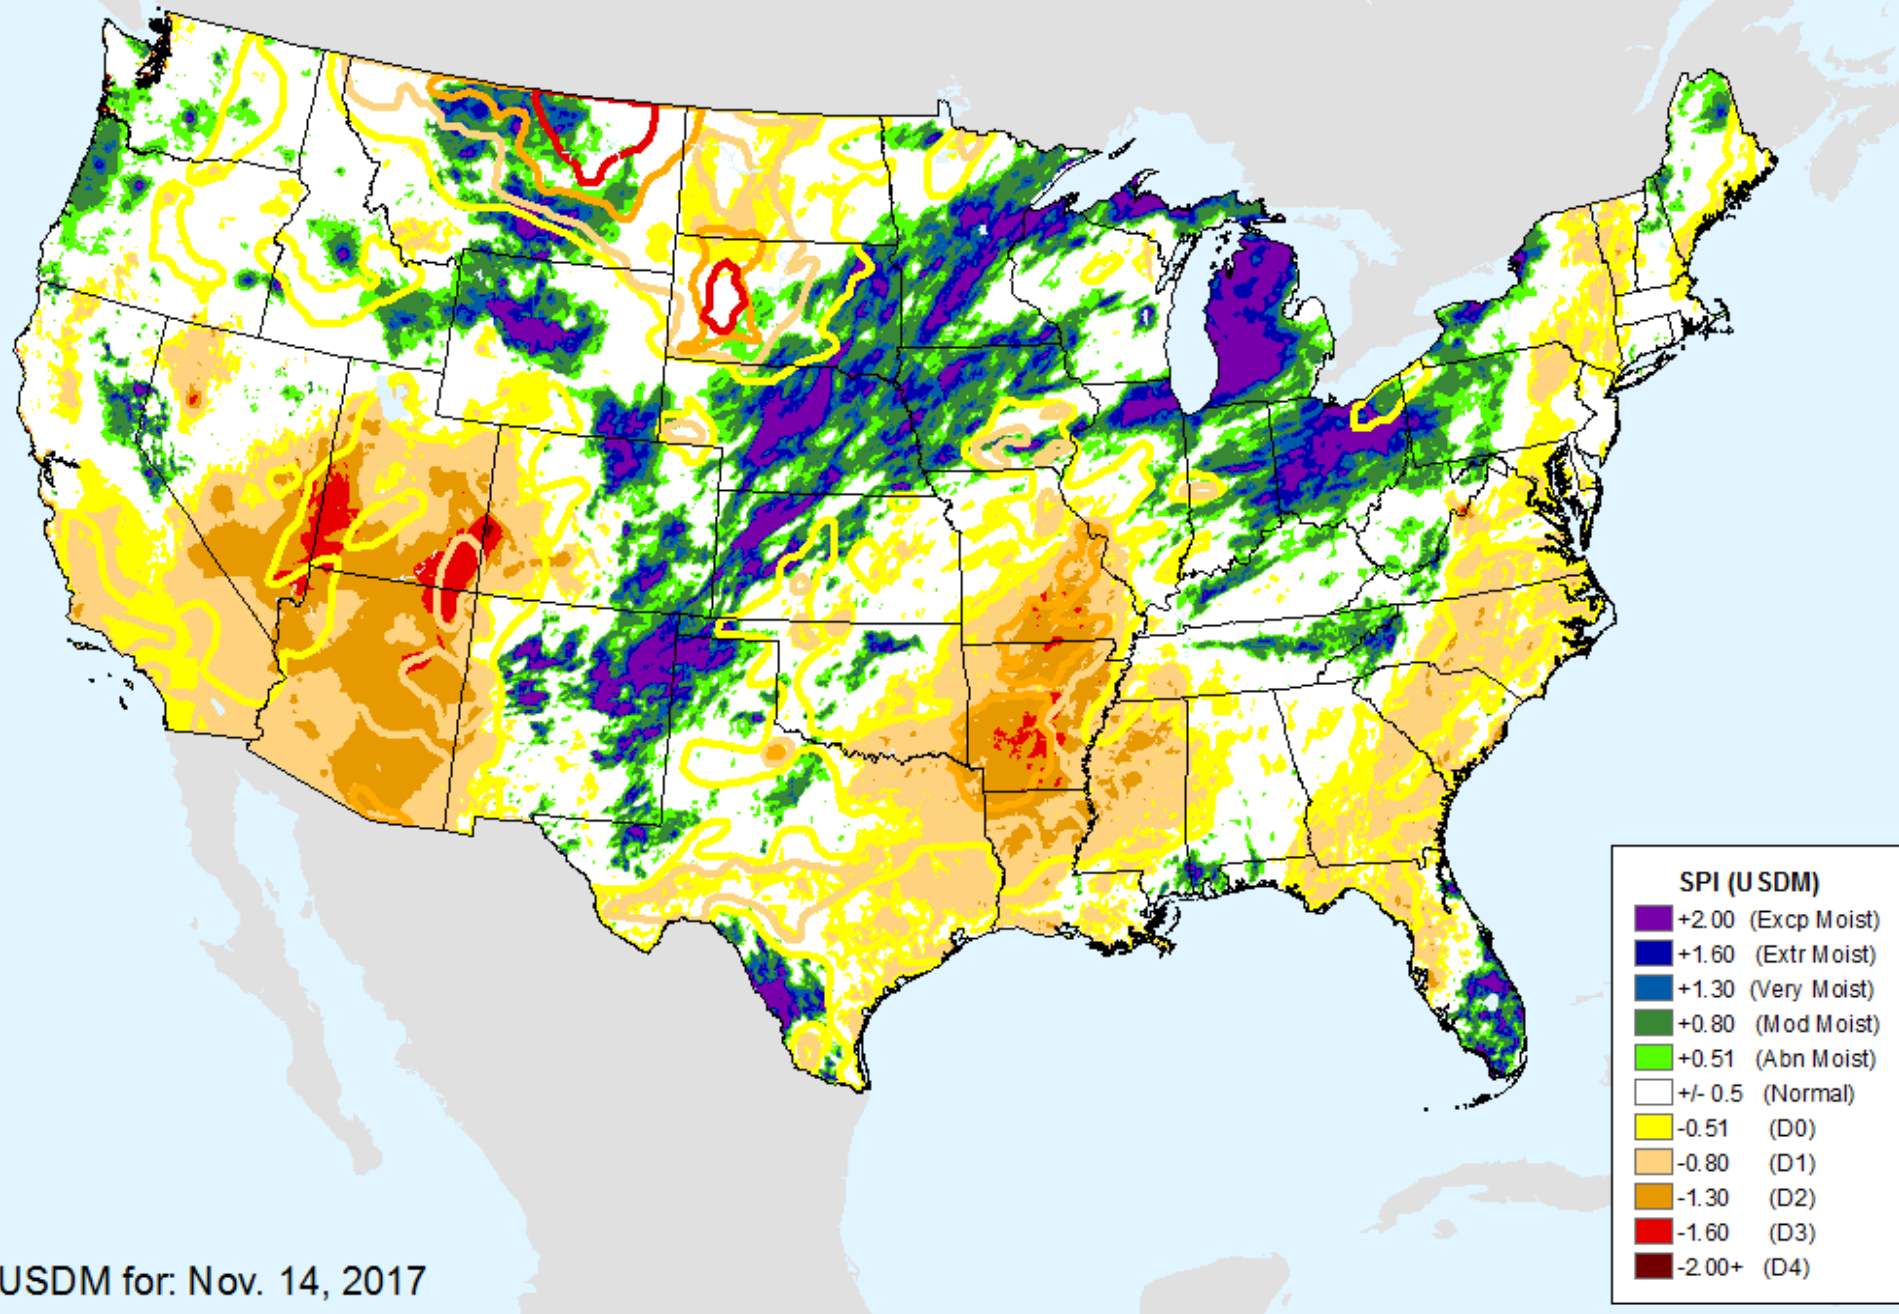 SPI (USDM)
+2.00 (Excp Moist)
+1.60 (Extr Moist)
+1.30 (Very Moist)
+0.80 (Mod Moist)
+0.51 (Abn Moist)
+/- 0.5 (Normal)
-0.51 (D0)
-0.80 (D1)
-1.30 (D2)
-1.60 (D3)
-2.00+ (D4)
USDM for: Nov. 14, 2017